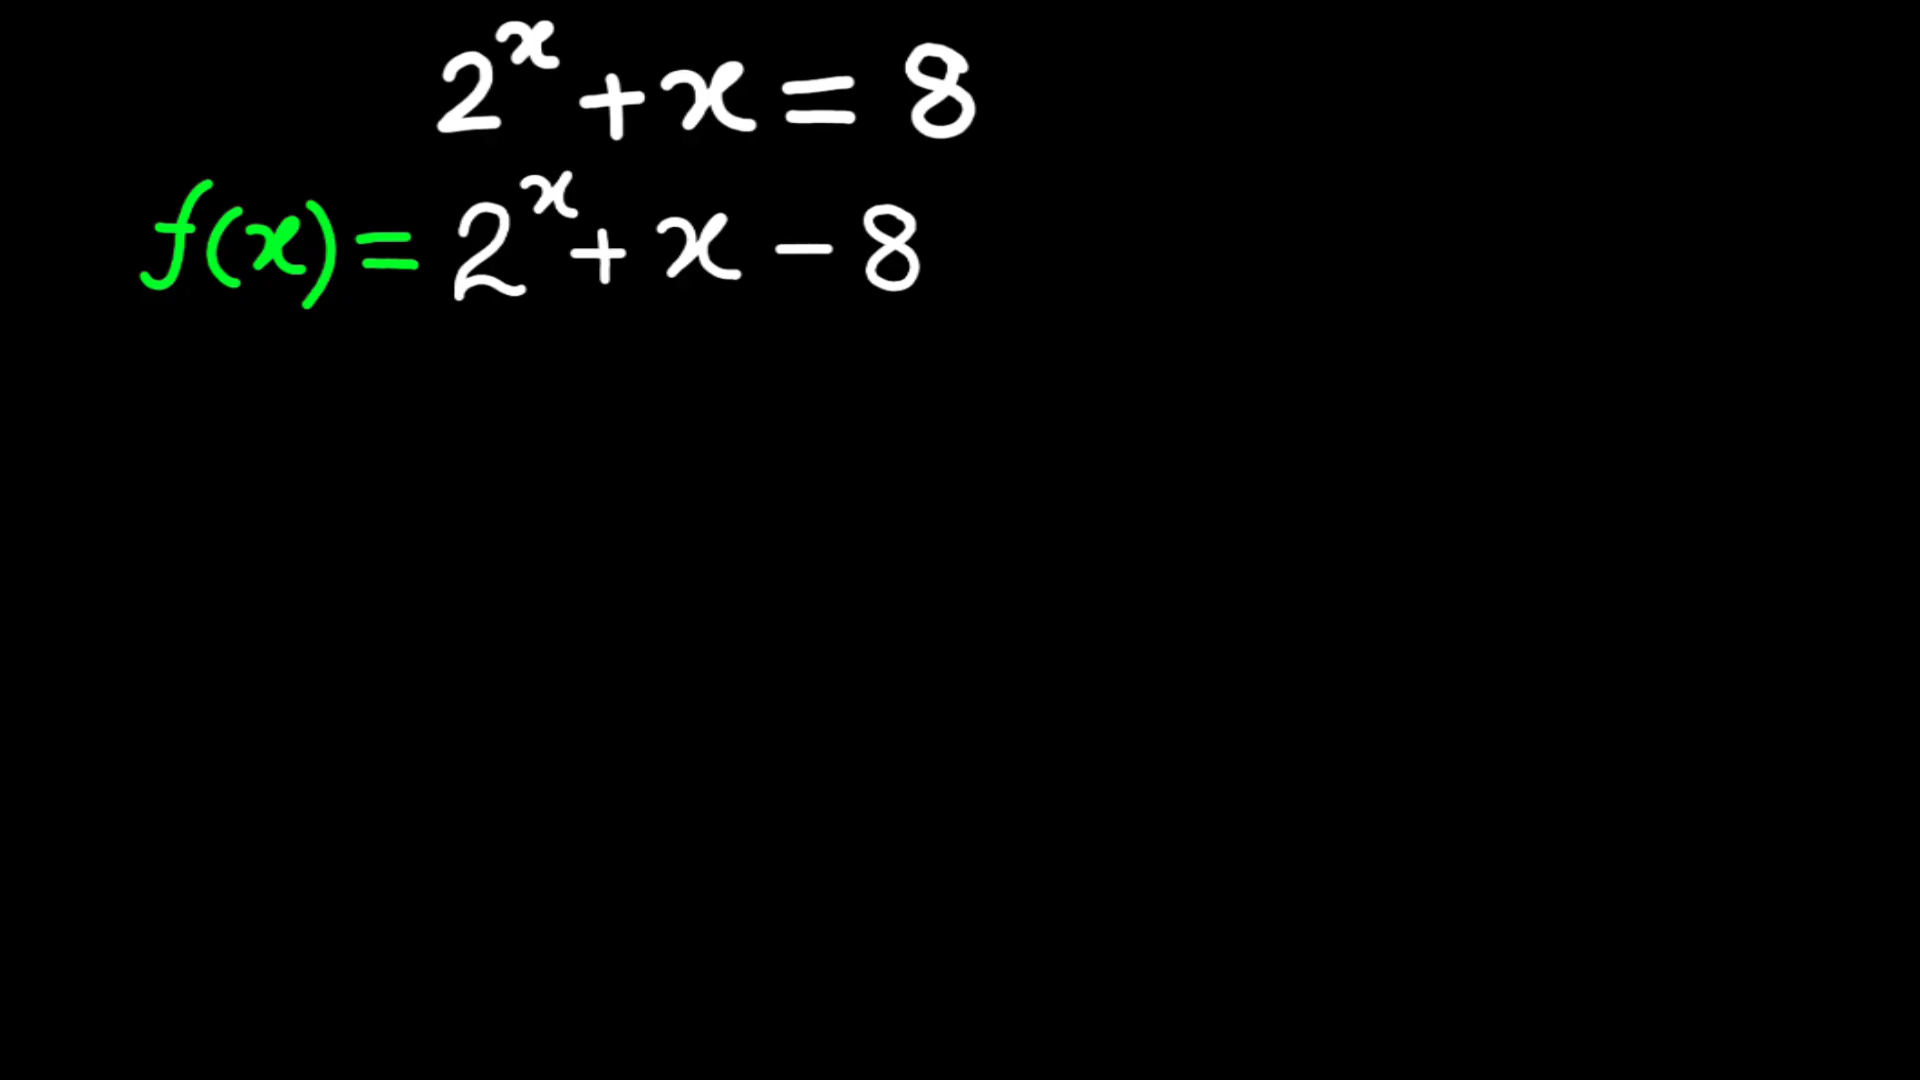 2^x + x = 8
f(x) = 2^x + x - 8